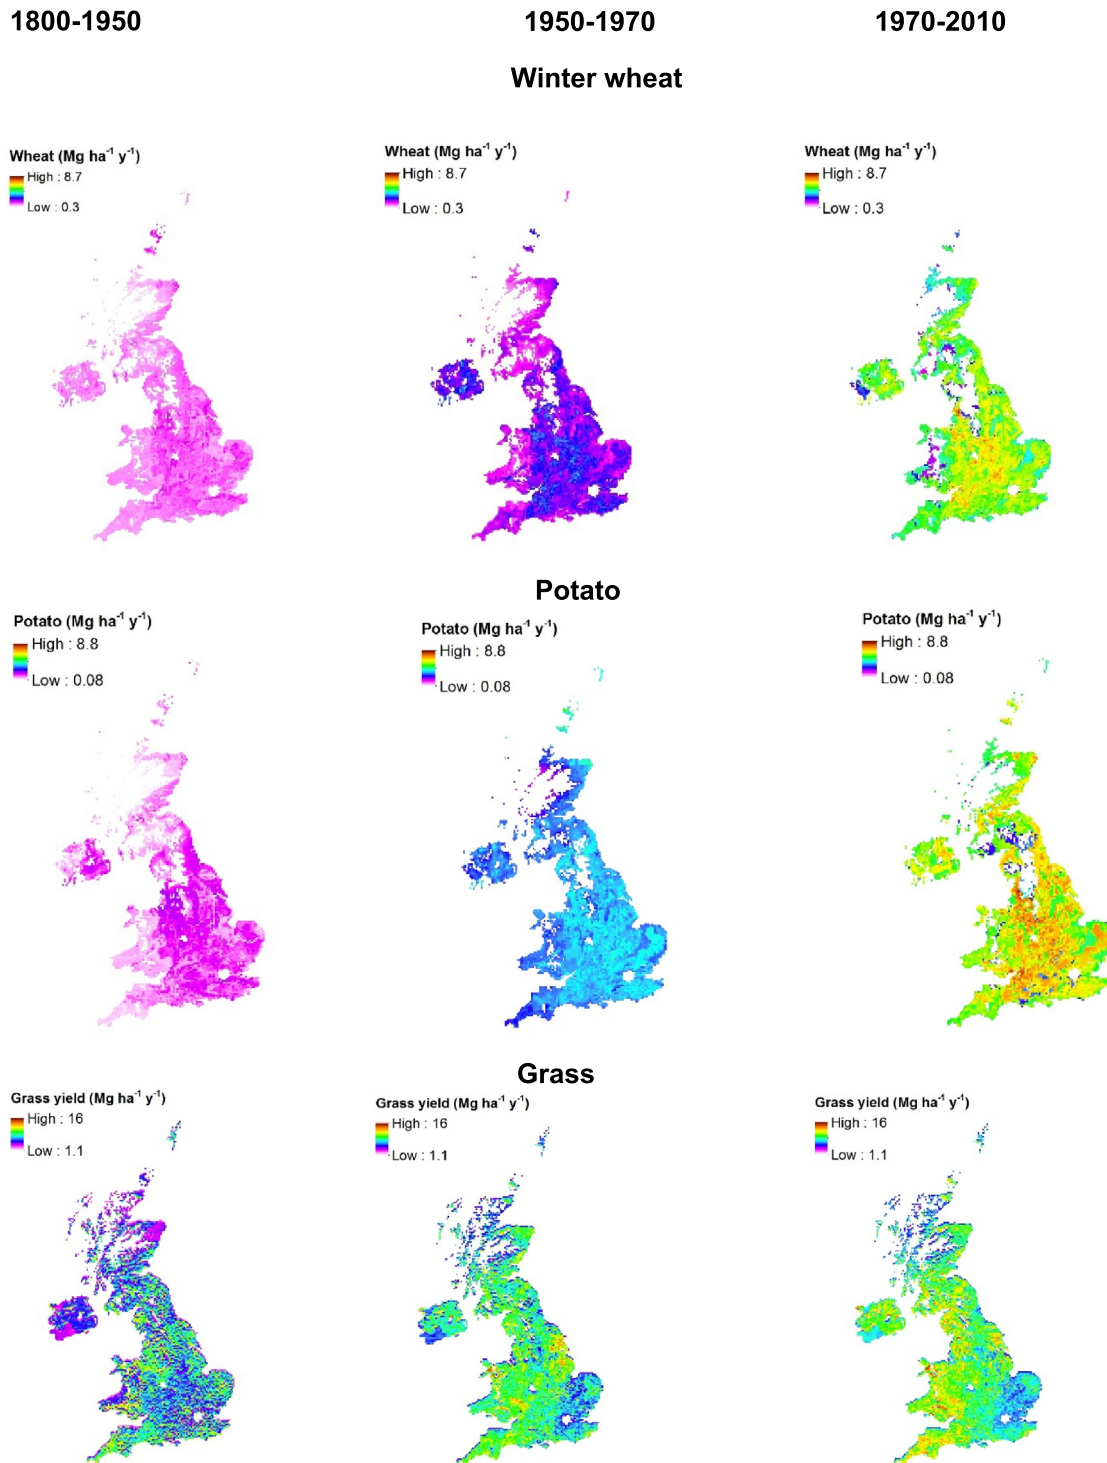 1800-1950 1950-1970 1970-2010
Winter wheat
Wheat (Mg ha⁻¹ y⁻¹)
High : 8.7
Low : 0.3
Wheat (Mg ha⁻¹ y⁻¹)
High : 8.7
Low : 0.3
Wheat (Mg ha⁻¹ y⁻¹)
High : 8.7
Low : 0.3
Potato
Potato (Mg ha⁻¹ y⁻¹)
High : 8.8
Low : 0.08
Potato (Mg ha⁻¹ y⁻¹)
High : 8.8
Low : 0.08
Potato (Mg ha⁻¹ y⁻¹)
High : 8.8
Low : 0.08
Grass
Grass yield (Mg ha⁻¹ y⁻¹)
High : 16
Low : 1.1
Grass yield (Mg ha⁻¹ y⁻¹)
High : 16
Low : 1.1
Grass yield (Mg ha⁻¹ y⁻¹)
High : 16
Low : 1.1